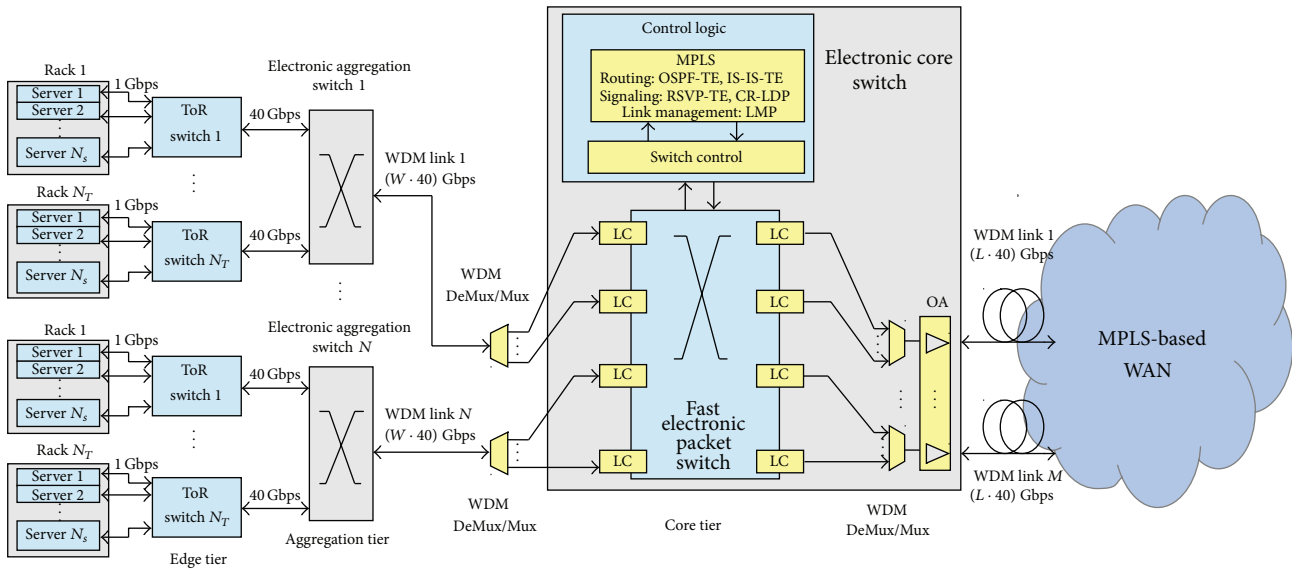 Rack 1
Server 1
Server 2
Server N_s
1 Gbps
ToR
switch 1
40 Gbps
Rack N_T
Server 1
Server 2
Server N_s
1 Gbps
ToR
switch N_T
40 Gbps
Electronic aggregation
switch 1
WDM link 1
(W · 40) Gbps
Rack 1
Server 1
Server 2
Server N_s
1 Gbps
ToR
switch 1
40 Gbps
Rack N_T
Server 1
Server 2
Server N_s
1 Gbps
ToR
switch N_T
40 Gbps
Edge tier
Electronic aggregation
switch N
Aggregation tier
WDM link N
(W · 40) Gbps
WDM
DeMux/Mux
WDM
DeMux/Mux
Control logic
MPLS
Routing: OSPF-TE, IS-IS-TE
Signaling: RSVP-TE, CR-LDP
Link management: LMP
Switch control
Electronic core
switch
LC
LC
LC
LC
Fast
electronic
packet
switch
LC
LC
LC
LC
Core tier
OA
WDM
DeMux/Mux
WDM link 1
(L · 40) Gbps
WDM link M
(L · 40) Gbps
MPLS-based
WAN